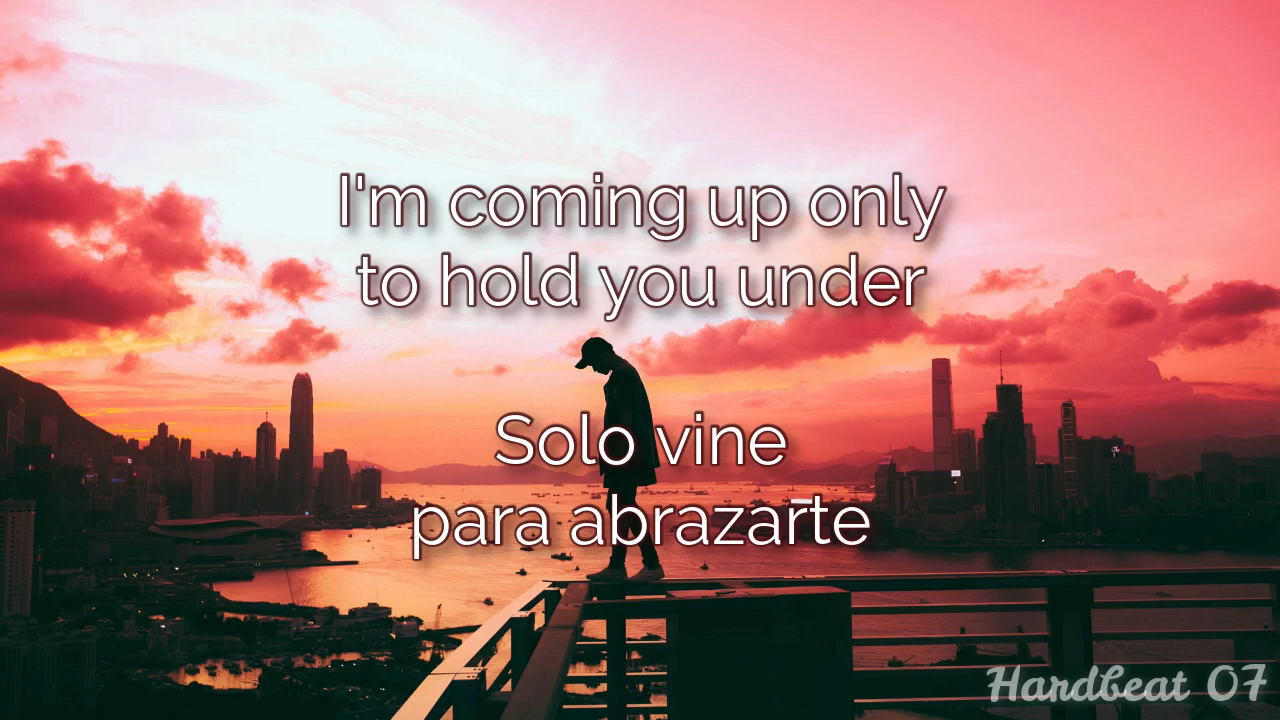 I'm coming up only
to hold you under
Solo vine
para abrazarte
Hardbeat 07